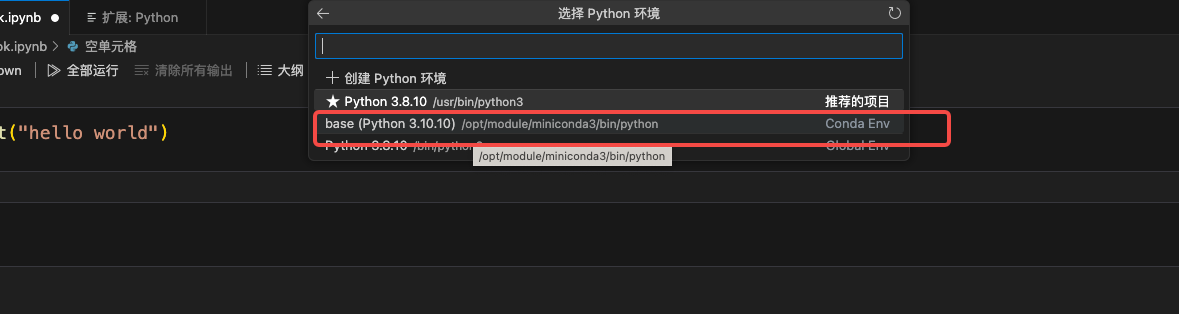 k.ipynb
扩展: Python
选择 Python 环境
ok.ipynb > 空单元格
own
全部运行
清除所有输出
大纲
创建 Python 环境
Python 3.8.10 /usr/bin/python3
推荐的项目
t("hello world")
base (Python 3.10.10) /opt/module/miniconda3/bin/python
Conda Env
Python 3.8.10
Global Env
/opt/module/miniconda3/bin/python